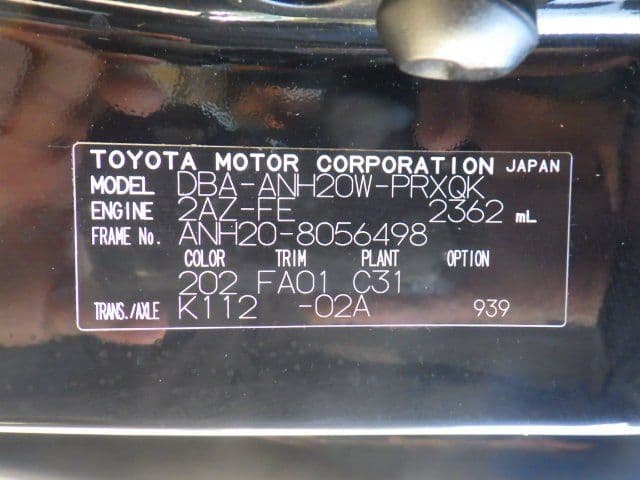 TOYOTA MOTOR CORPORATION JAPAN
MODEL DBA-ANH20W-PRXQK
ENGINE 2AZ-FE 2362 mL
FRAME No. ANH20-8056498
COLOR TRIM PLANT OPTION
202 FA01 C31
TRANS./AXLE K112 -02A 939